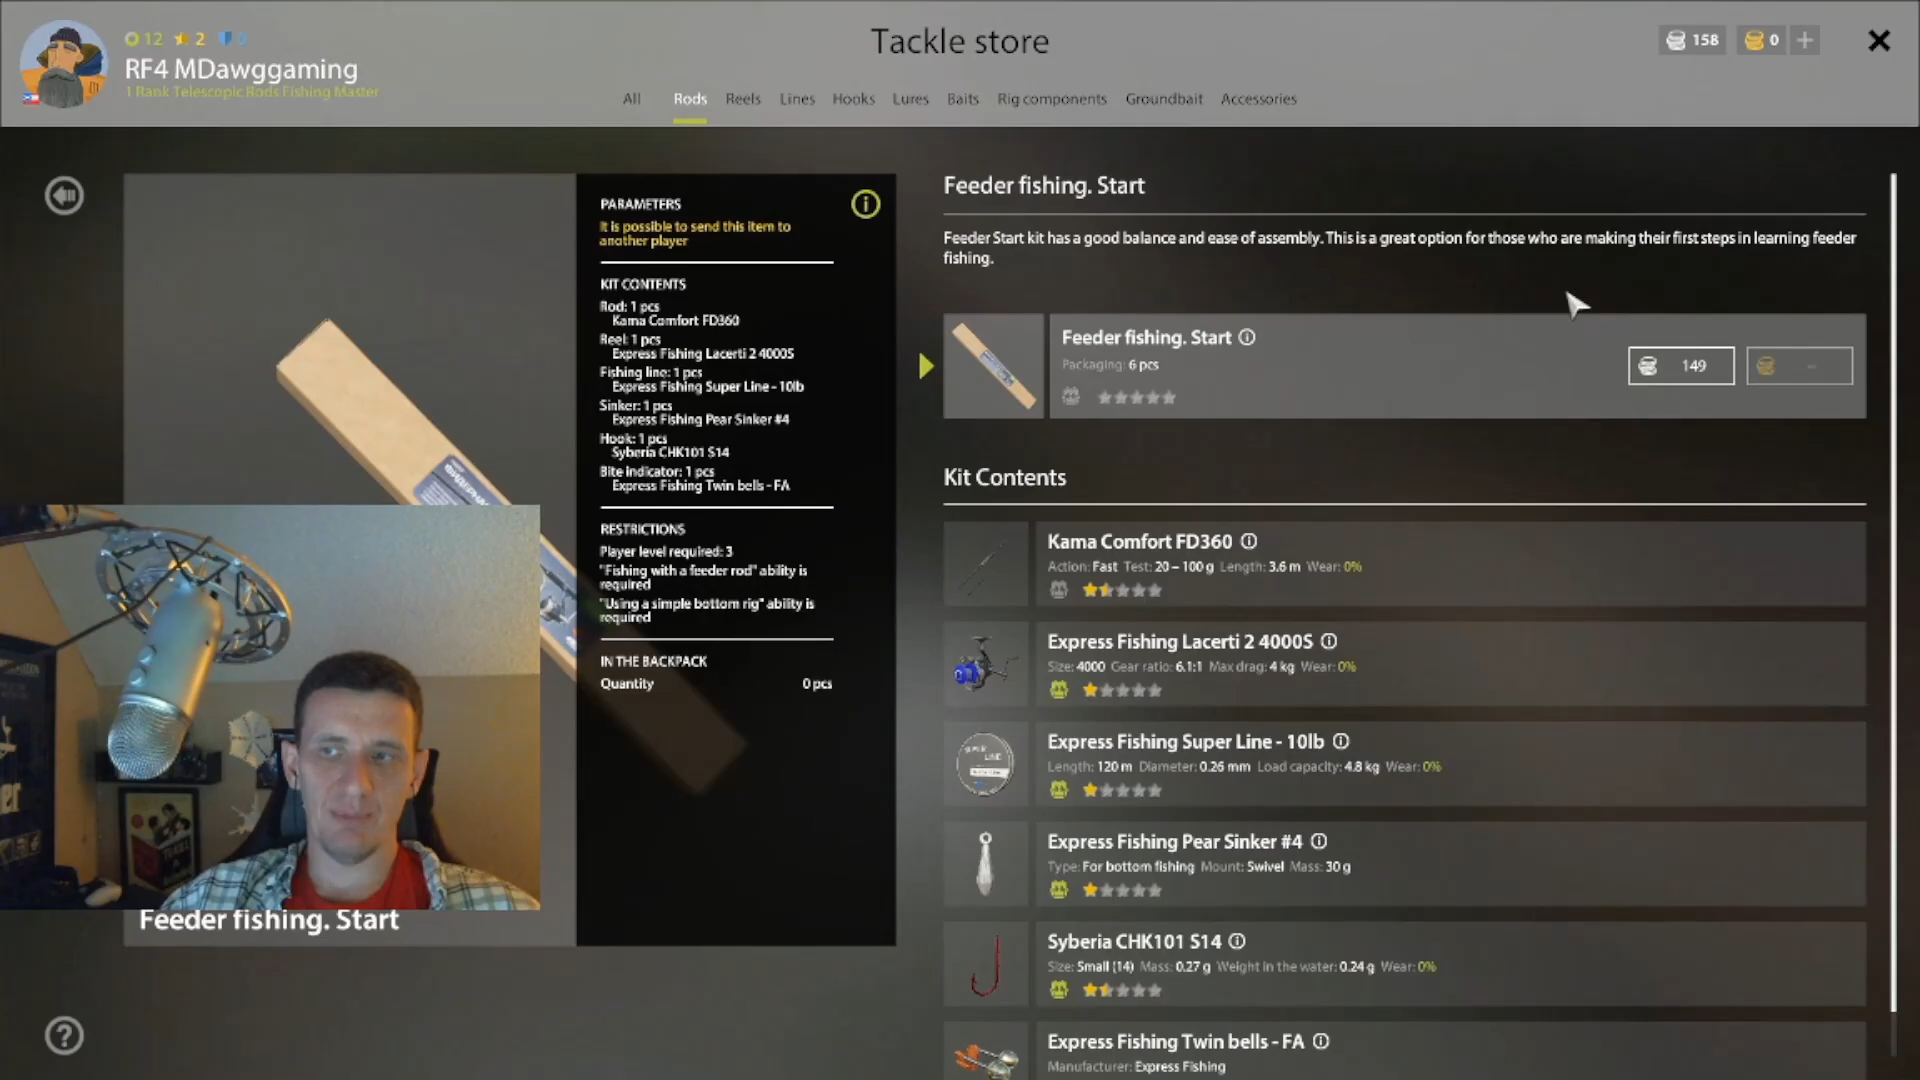 12 2
RF4 MDawggaming
1 Rank Telescopic Rods Fishing Master
Tackle store
158 0 +
All Rods Reels Lines Hooks Lures Baits Rig components Groundbait Accessories
PARAMETERS
It is possible to send this item to
another player
KIT CONTENTS
Rod: 1 pcs
Kama Comfort FD360
Reel: 1 pcs
Express Fishing Lacerti 2 4000S
Fishing line: 1 pcs
Express Fishing Super Line - 10lb
Sinker: 1 pcs
Express Fishing Pear Sinker #4
Hook: 1 pcs
Syberia CHK101 S14
Bite indicator: 1 pcs
Express Fishing Twin bells - FA
RESTRICTIONS
Player level required: 3
"Fishing with a feeder rod" ability is
required
"Using a simple bottom rig" ability is
required
IN THE BACKPACK
Quantity 0 pcs
Feeder fishing. Start
Feeder fishing. Start
Feeder Start kit has a good balance and ease of assembly. This is a great option for those who are making their first steps in learning feeder
fishing.
Feeder fishing. Start
Packaging: 6 pcs
149 -
Kit Contents
Kama Comfort FD360
Action: Fast Test: 20 – 100 g Length: 3.6 m Wear: 0%
Express Fishing Lacerti 2 4000S
Size: 4000 Gear ratio: 6.1:1 Max drag: 4 kg Wear: 0%
Express Fishing Super Line - 10lb
Length: 120 m Diameter: 0.26 mm Load capacity: 4.8 kg Wear: 0%
Express Fishing Pear Sinker #4
Type: For bottom fishing Mount: Swivel Mass: 30 g
Syberia CHK101 S14
Size: Small (14) Mass: 0.27 g Weight in the water: 0.24 g Wear: 0%
Express Fishing Twin bells - FA
Manufacturer: Express Fishing